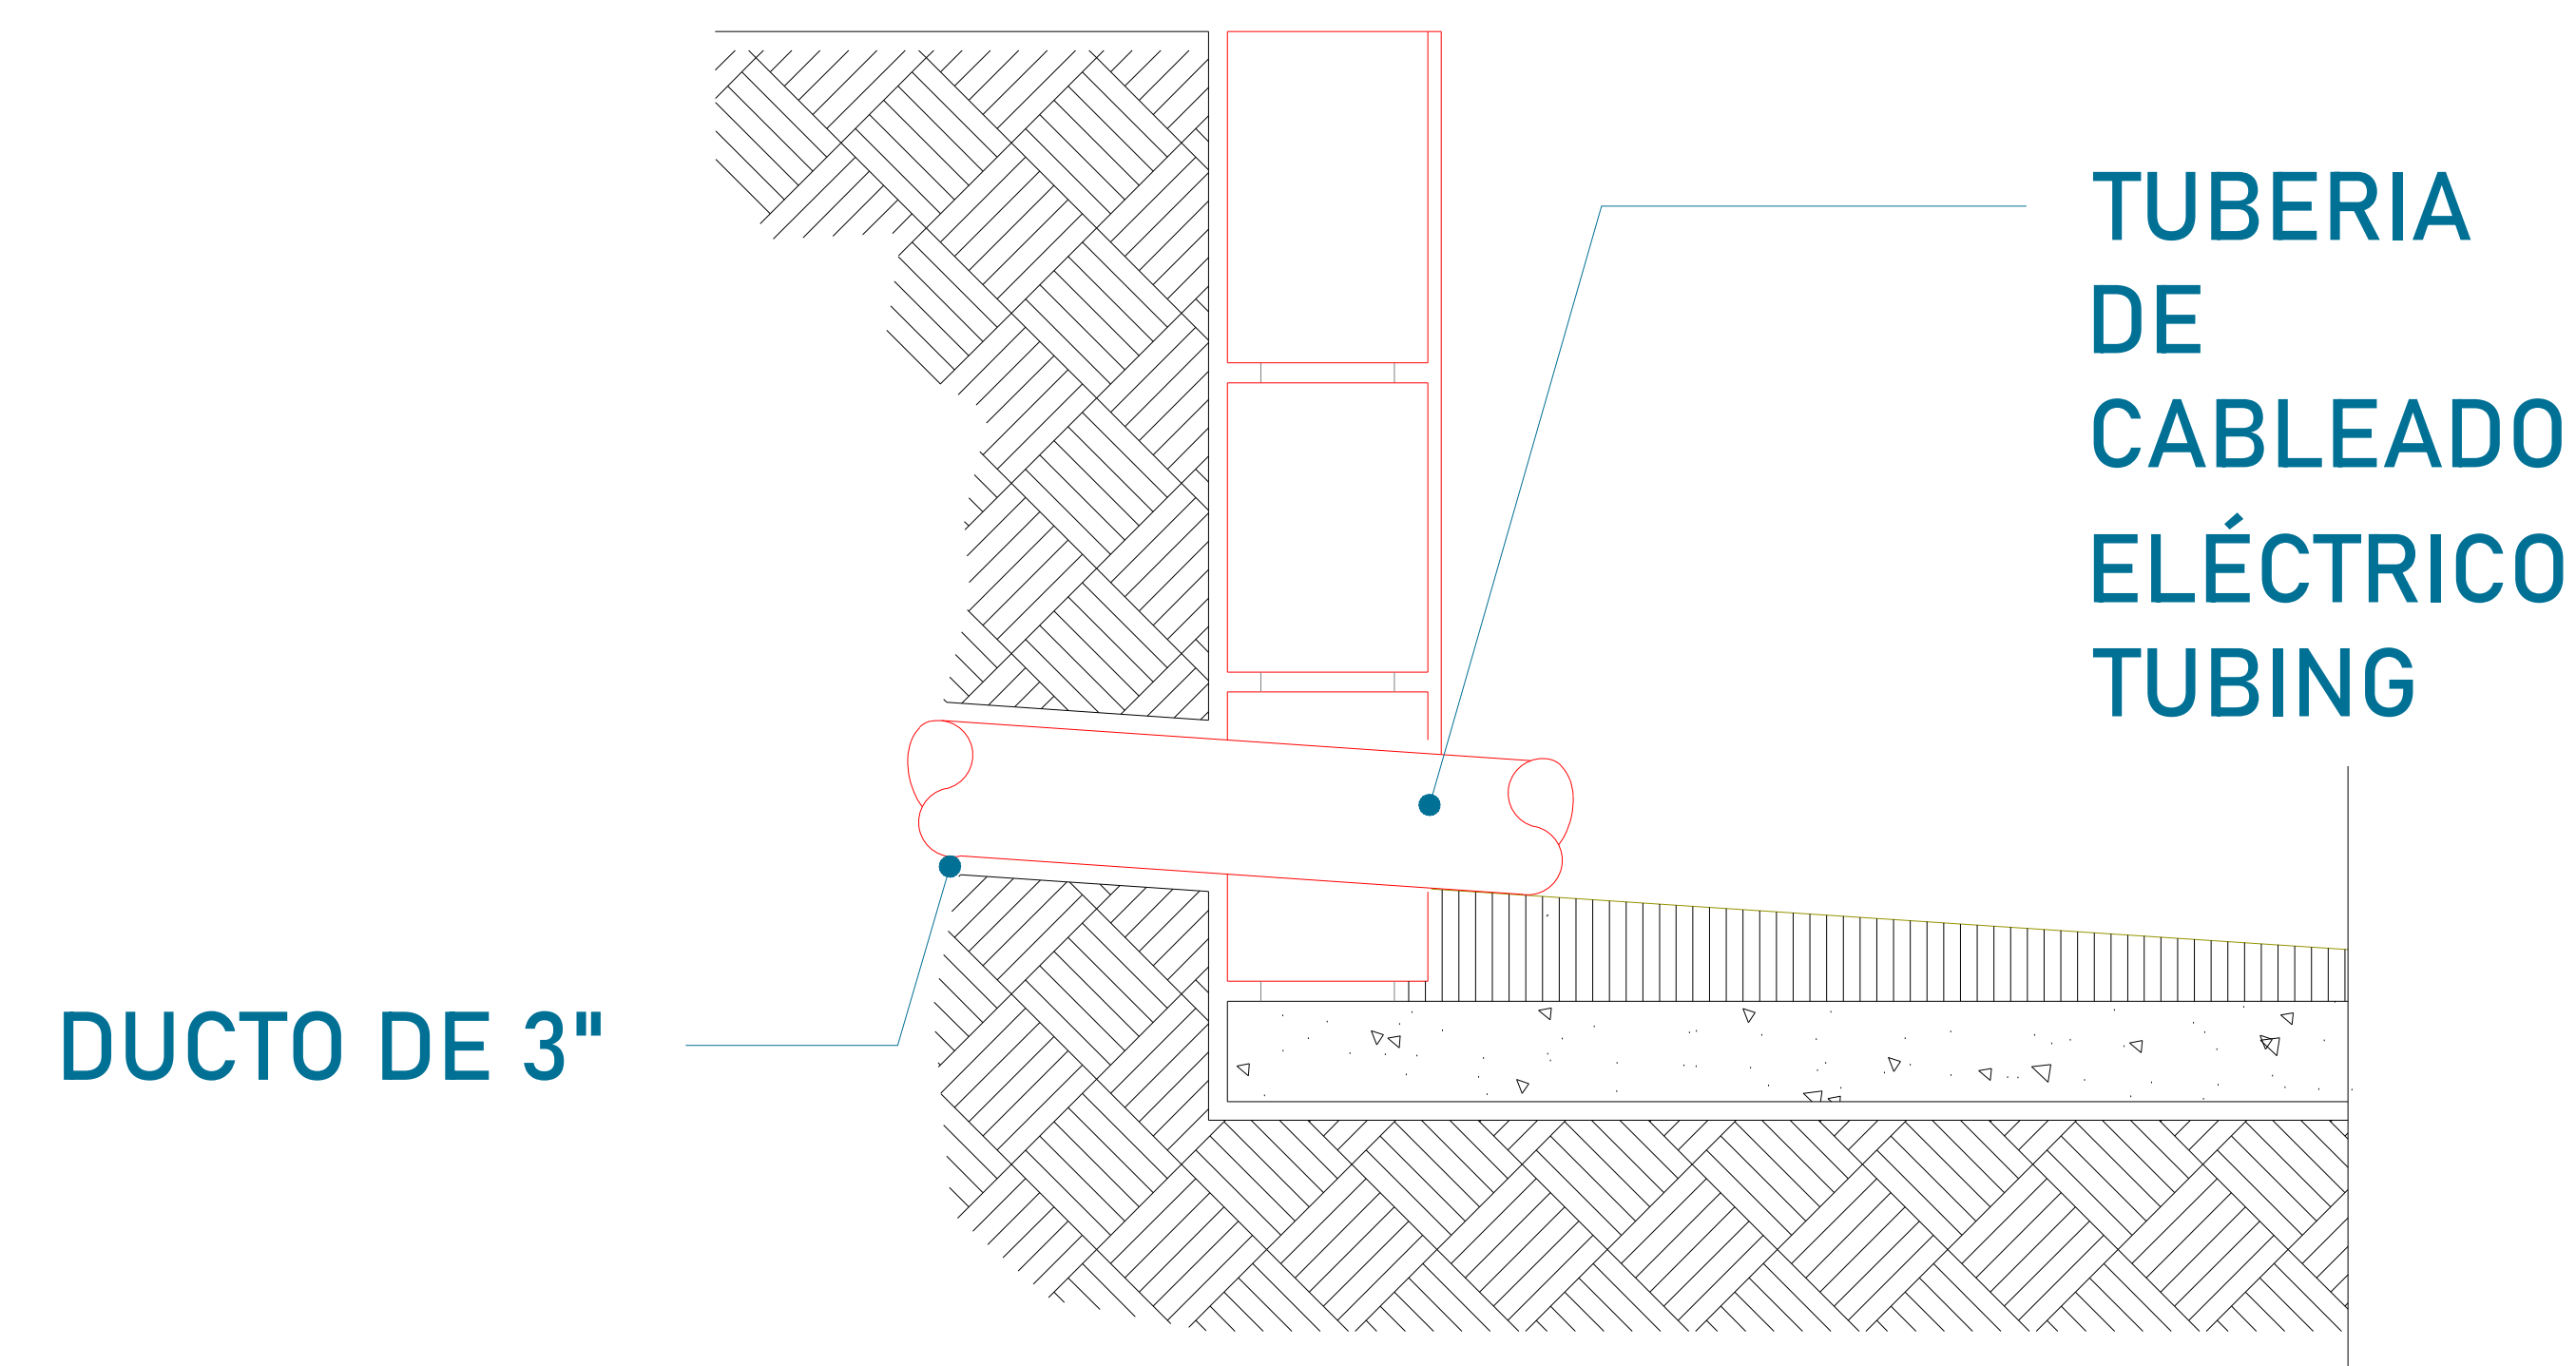 TUBERIA
DE
CABLEADO
ELÉCTRICO
TUBING
DUCTO DE 3"